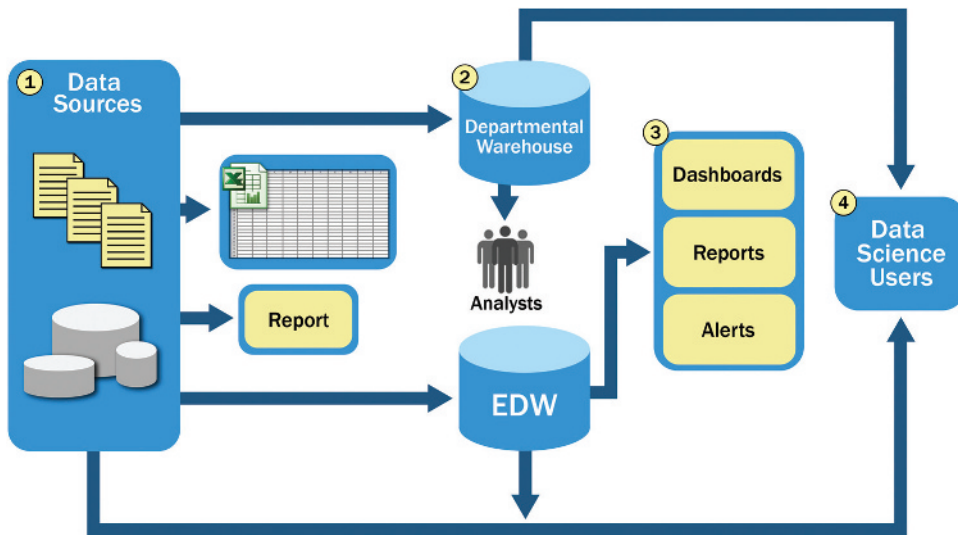 1
Data
Sources
2
Departmental
Warehouse
3
Dashboards
Reports
Alerts
4
Data
Science
Users
X
Analysts
Report
EDW